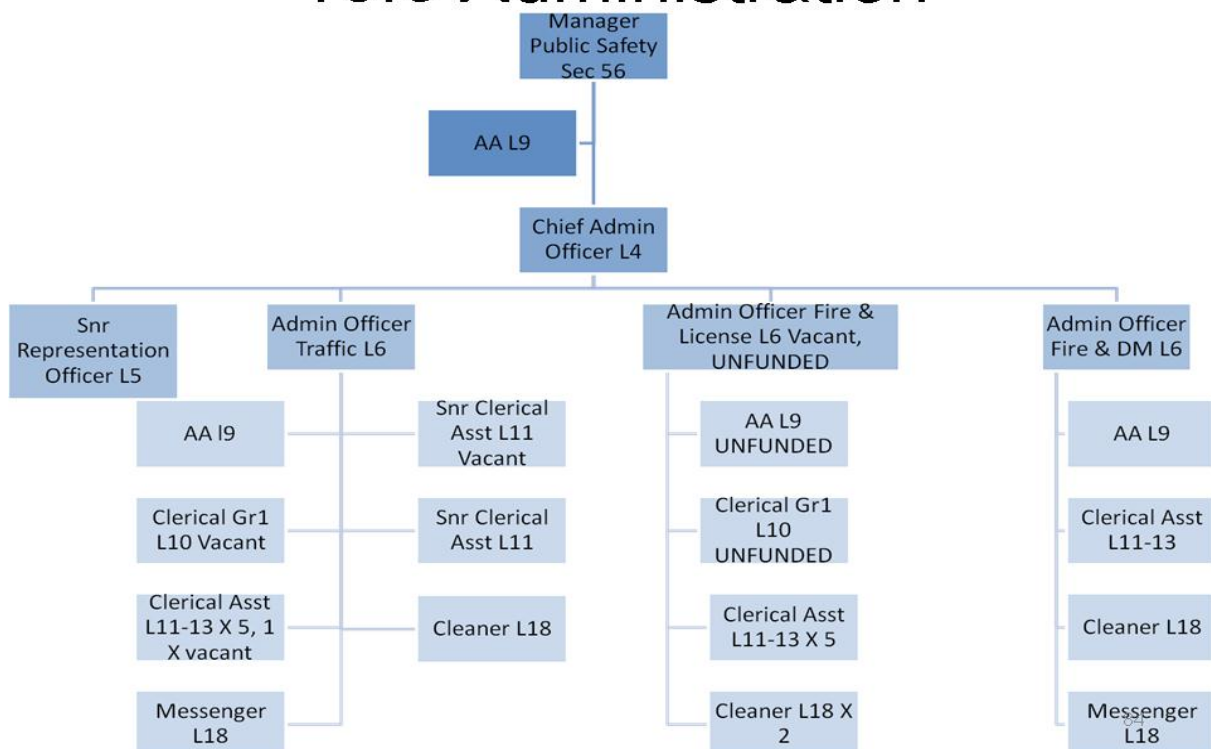 Administration
Manager
Public Safety
Sec 56
AA L9
Chief Admin
Officer L4
Snr
Representation
Officer L5
Admin Officer
Traffic L6
Admin Officer Fire &
License L6 Vacant,
UNFUNDED
Admin Officer
Fire & DM L6
AA l9
Snr Clerical
Asst L11
Vacant
AA L9
UNFUNDED
AA L9
Clerical Gr1
L10 Vacant
Snr Clerical
Asst L11
Clerical Gr1
L10
UNFUNDED
Clerical Asst
L11-13
Clerical Asst
L11-13 X 5, 1
X vacant
Cleaner L18
Clerical Asst
L11-13 X 5
Cleaner L18
Messenger
L18
Cleaner L18 X
2
Messenger
L18
84